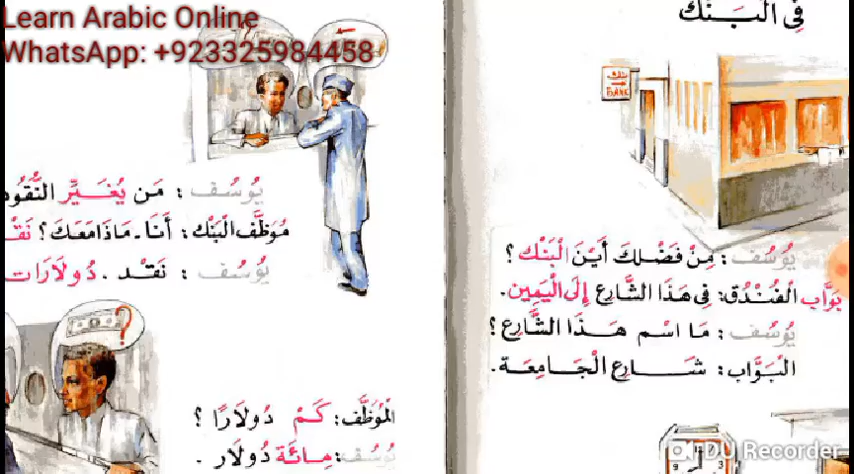 Learn Arabic Online
WhatsApp: +923325984458
فِي الْبَنْكِ
بنك
BANK
يُوسُف : مِنْ فَضْلِكَ أَيْنَ الْبَنْك ؟
بَوَّاب الْفُنْدُق: فِي هَذَا الشَّارِع إِلَى الْيَمِين.
يُوسُف : مَا اسْم هَذَا الشَّارِع ؟
الْبَوَّاب : شَارِع الْجَامِعَة.
يُوسُف : مَن يُغَيِّر النُّقُود
مُوَظَّف الْبَنْك: أَنَا. مَاذَا مَعَكَ؟
يُوسُف : نَقْد. دُولَارَات
?
الْمُوَظَّف: كَمْ دُولَارًا ؟
يُوسُف: مِائَة دُولَار.
DU Recorder